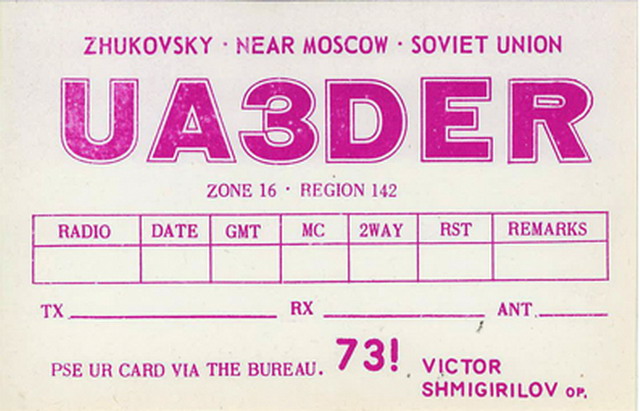 ZHUKOVSKY · NEAR MOSCOW · SOVIET UNION
UA3DER
ZONE 16 · REGION 142
RADIO DATE GMT MC 2WAY RST REMARKS
TX RX ANT.
PSE UR CARD VIA THE BUREAU. 73! VICTOR
SHMIGIRILOV OP.